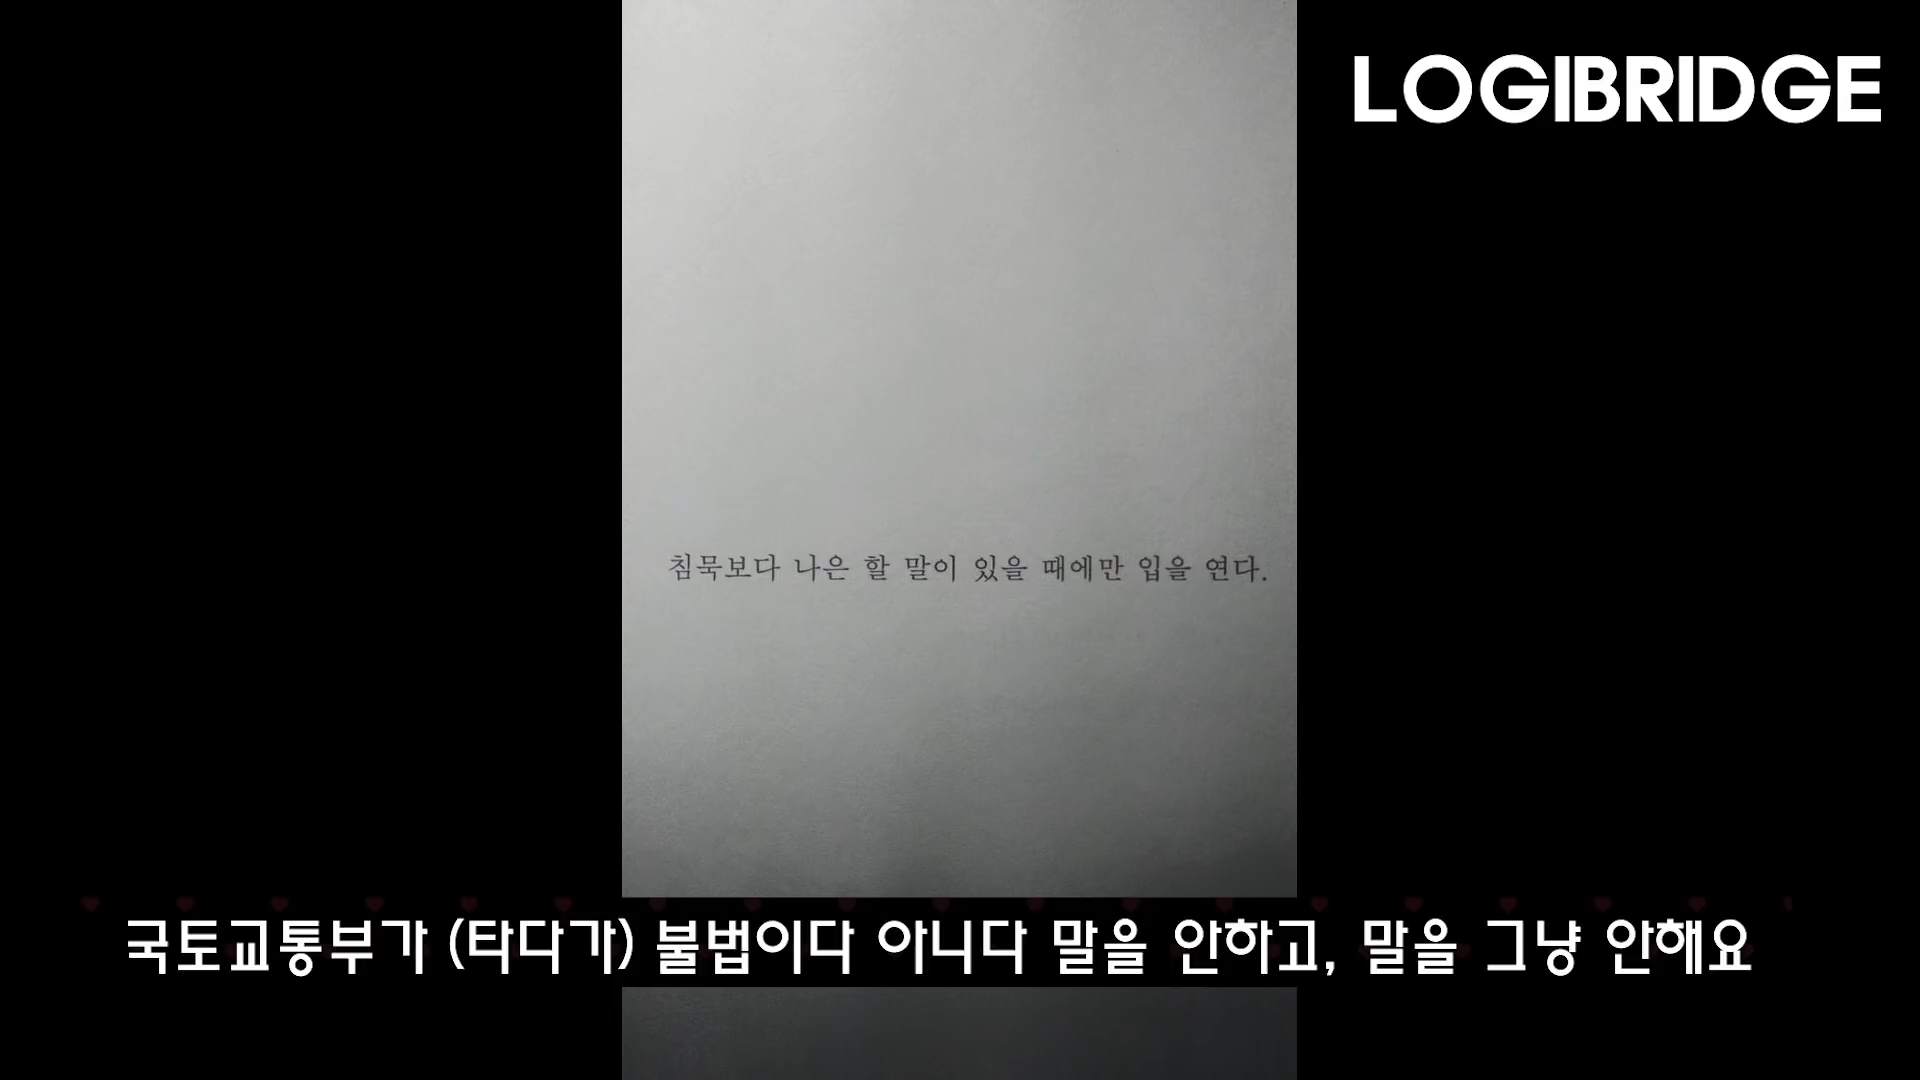 LOGIBRIDGE
침묵보다 나은 할 말이 있을 때에만 입을 연다.
국토교통부가 (타다가) 불법이다 아니다 말을 안하고, 말을 그냥 안해요